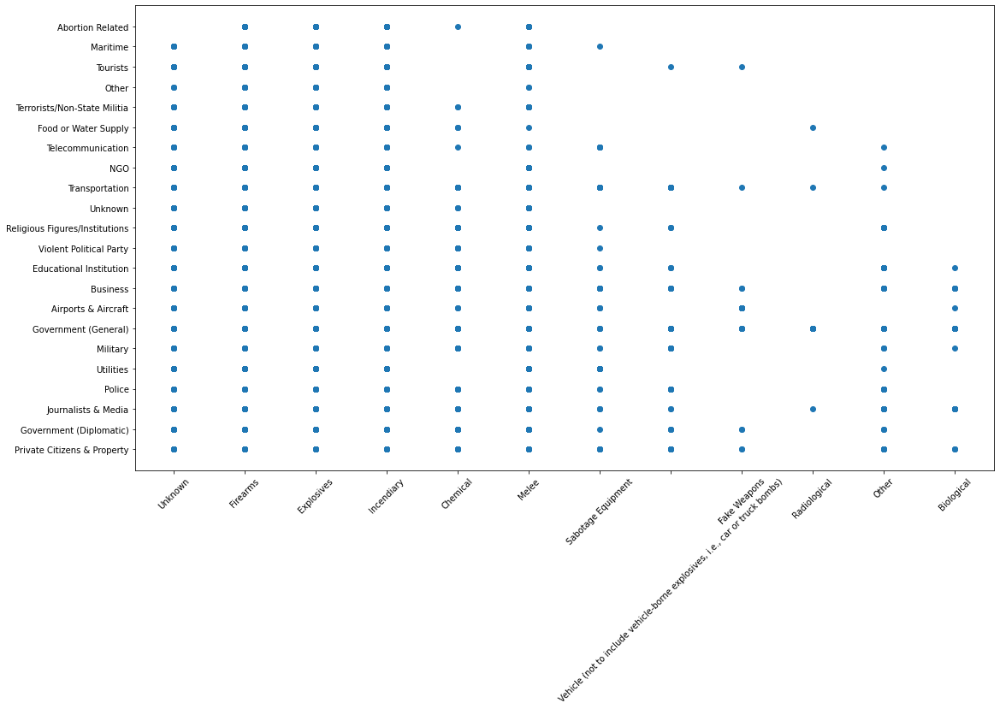 Abortion Related
Maritime
Tourists
Other
Terrorists/Non-State Militia
Food or Water Supply
Telecommunication
NGO
Transportation
Unknown
Religious Figures/Institutions
Violent Political Party
Educational Institution
Business
Airports & Aircraft
Government (General)
Military
Utilities
Police
Journalists & Media
Government (Diplomatic)
Private Citizens & Property
Unknown
Firearms
Explosives
Incendiary
Chemical
Melee
Sabotage Equipment
Vehicle (not to include vehicle-borne explosives, i.e., car or truck bombs)
Fake Weapons
Radiological
Other
Biological